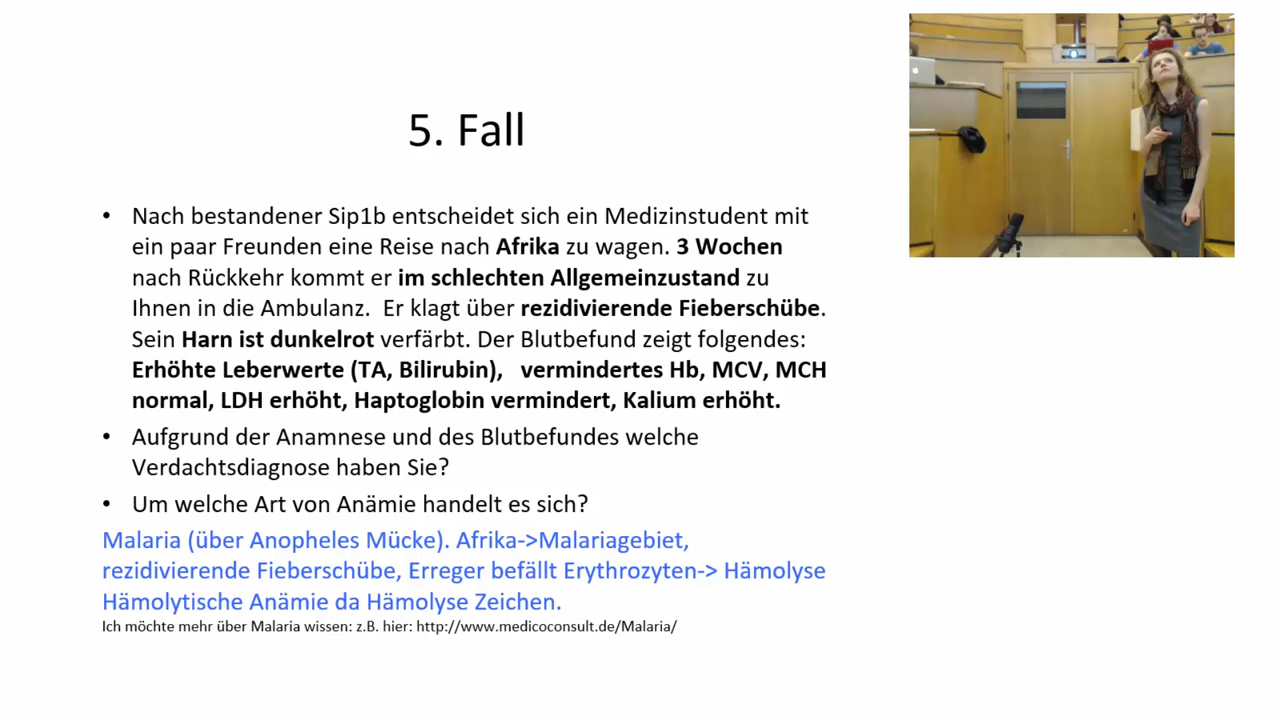 5. Fall
• Nach bestandener Sip1b entscheidet sich ein Medizinstudent mit
ein paar Freunden eine Reise nach Afrika zu wagen. 3 Wochen
nach Rückkehr kommt er im schlechten Allgemeinzustand zu
Ihnen in die Ambulanz.  Er klagt über rezidivierende Fieberschübe.
Sein Harn ist dunkelrot verfärbt. Der Blutbefund zeigt folgendes:
Erhöhte Leberwerte (TA, Bilirubin),   vermindertes Hb, MCV, MCH
normal, LDH erhöht, Haptoglobin vermindert, Kalium erhöht.
• Aufgrund der Anamnese und des Blutbefundes welche
Verdachtsdiagnose haben Sie?
• Um welche Art von Anämie handelt es sich?
Malaria (über Anopheles Mücke). Afrika->Malariagebiet,
rezidivierende Fieberschübe, Erreger befällt Erythrozyten-> Hämolyse
Hämolytische Anämie da Hämolyse Zeichen.
Ich möchte mehr über Malaria wissen: z.B. hier: http://www.medicoconsult.de/Malaria/